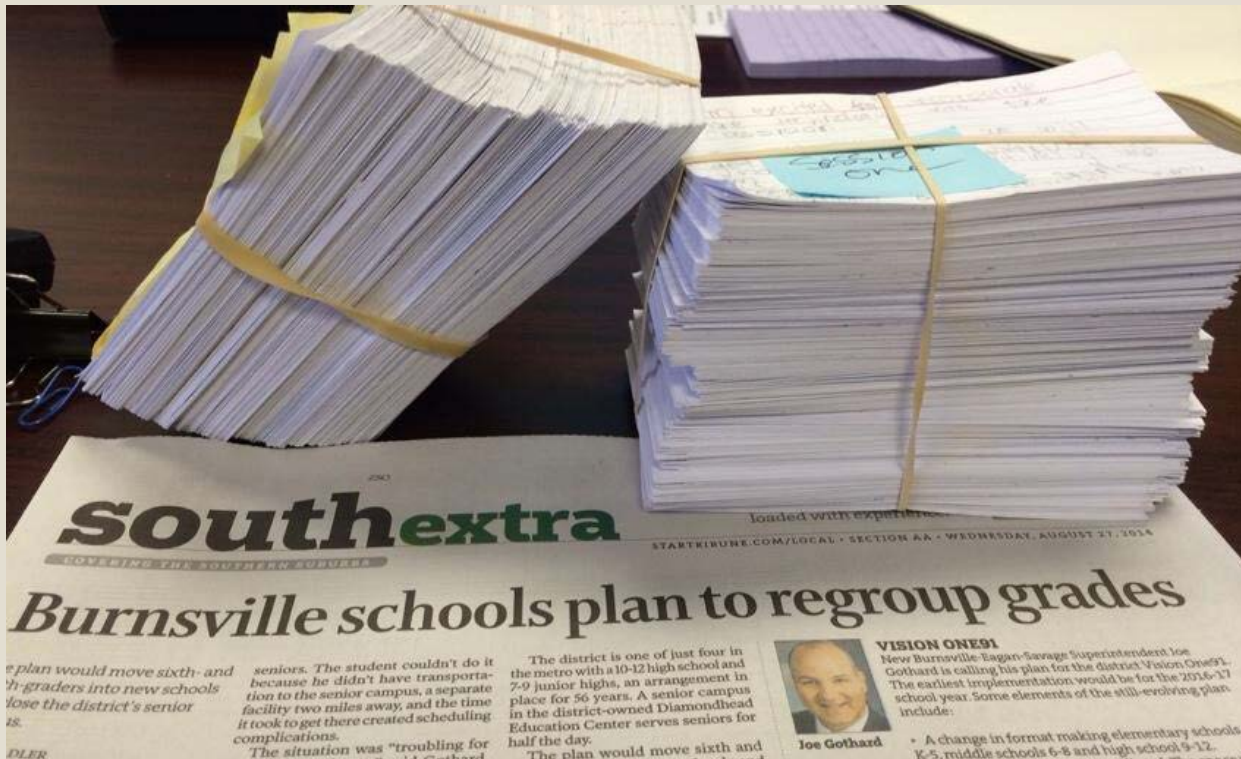 south extra
COVERING THE SOUTHERN SUBURBS
loaded with
STARTRIBUNE.COM/LOCAL • SECTION AA • WEDNESDAY, AUGUST 27, 2014
Burnsville schools plan to regroup grades
plan would move sixth- and
h-graders into new schools
lose the district's senior
s.
DLER
seniors. The student couldn't do it
because he didn't have transporta-
tion to the senior campus, a separate
facility two miles away, and the time
it took to get there created scheduling
complications.
The situation was "troubling for
Gothard
The district is one of just four in
the metro with a 10-12 high school and
7-9 junior highs, an arrangement in
place for 56 years. A senior campus
in the district-owned Diamondhead
Education Center serves seniors for
half the day.
The plan would move sixth and
Joe Gothard
VISION ONE91
New Burnsville-Eagan-Savage Superintendent Joe
Gothard is calling his plan for the district Vision One91.
The earliest implementation would be for the 2016-17
school year. Some elements of the still-evolving plan
include:
• A change in format making elementary schools
K-5, middle schools 6-8 and high school 9-12.